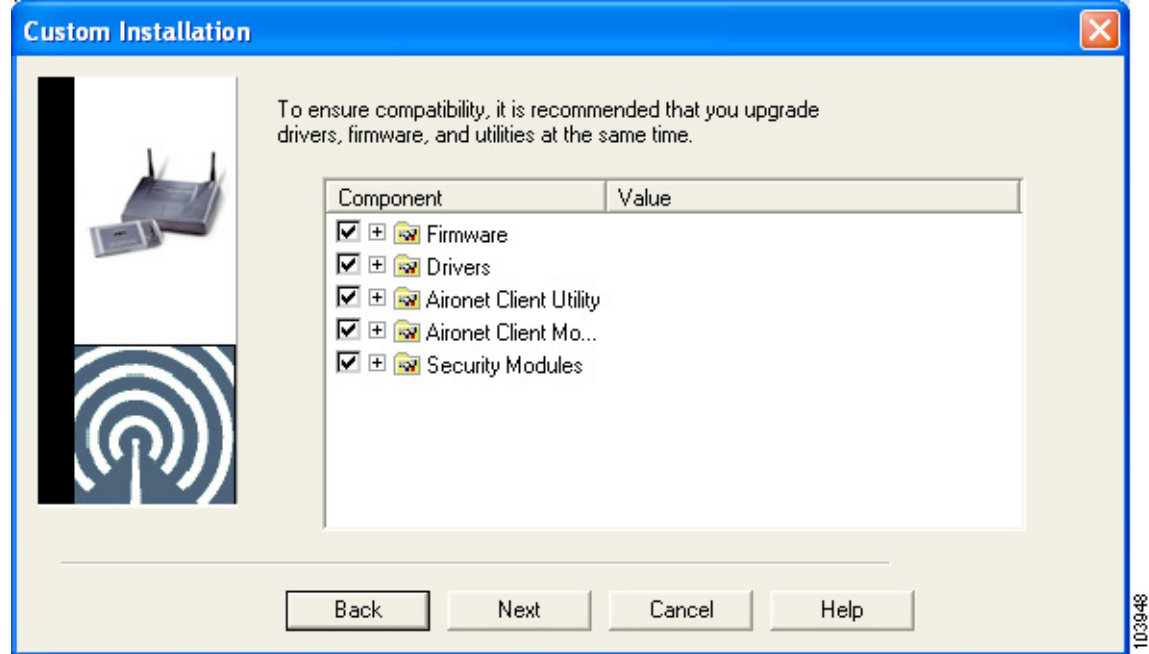 Custom Installation
To ensure compatibility, it is recommended that you upgrade
drivers, firmware, and utilities at the same time.
Component Value
Firmware
Drivers
Aironet Client Utility
Aironet Client Mo...
Security Modules
Back Next Cancel Help
103948